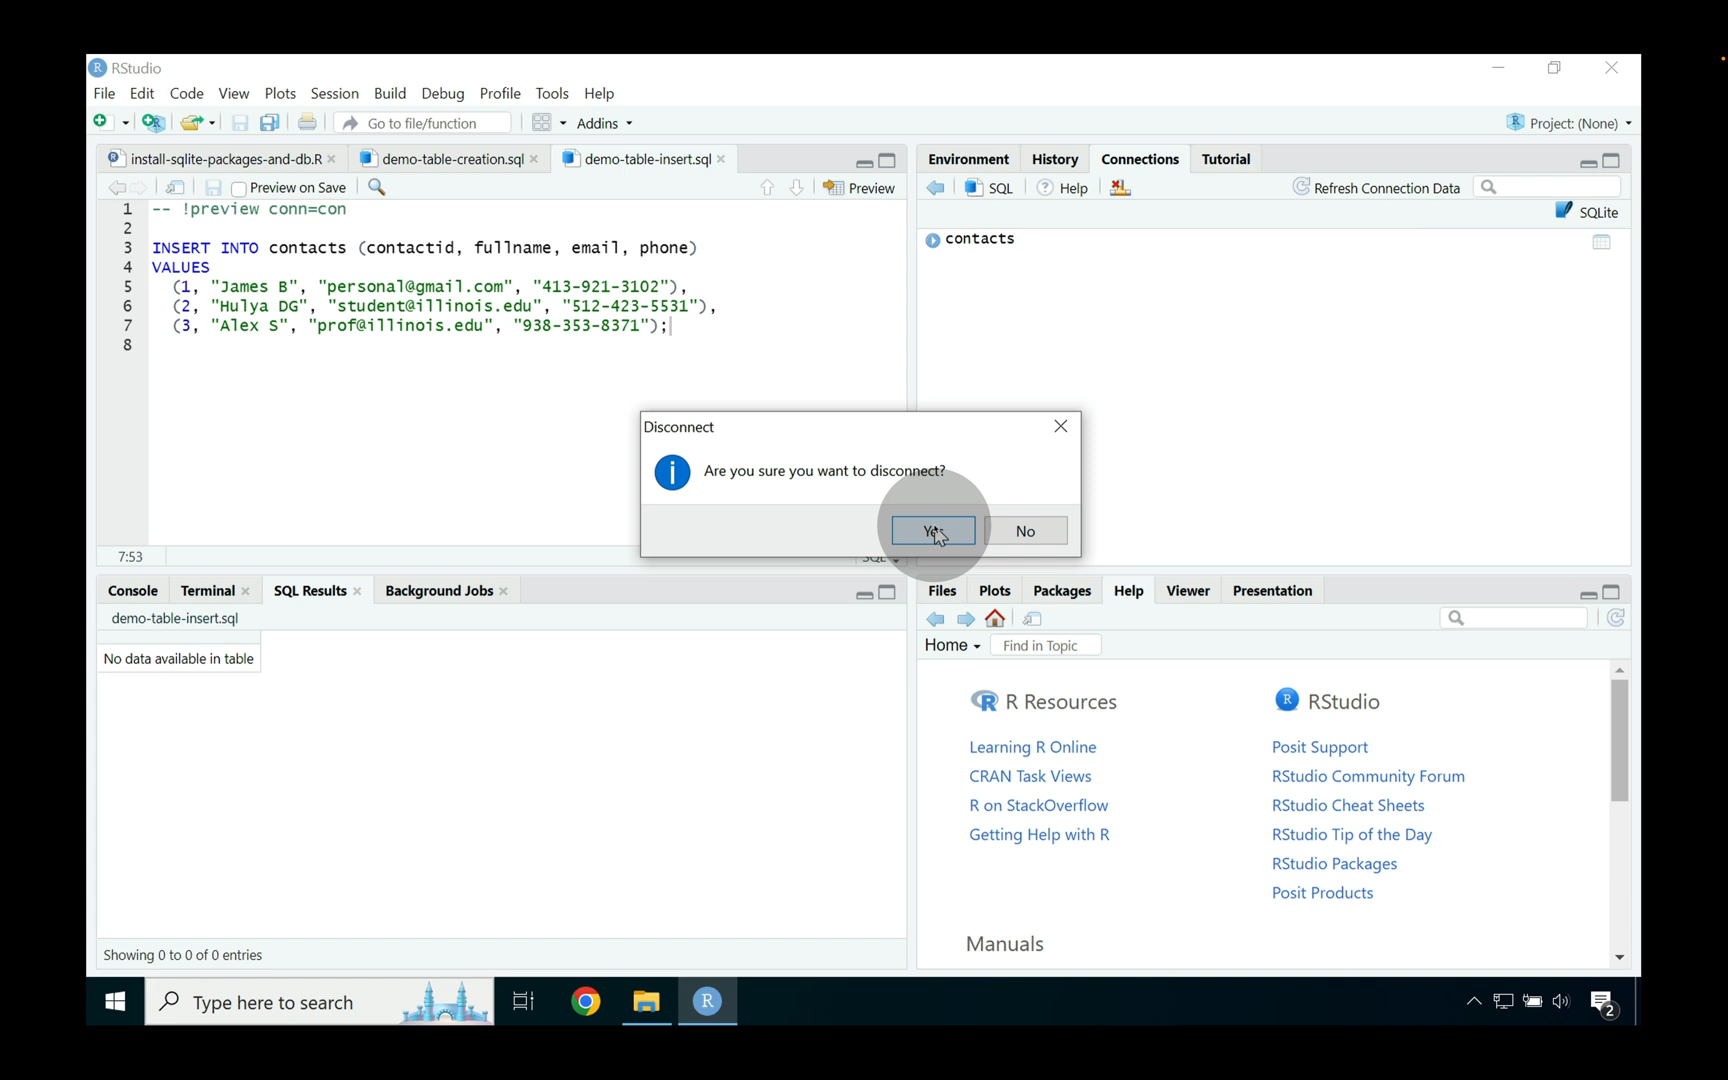 RStudio
File Edit Code View Plots Session Build Debug Profile Tools Help
Go to file/function Addins Project: (None)
install-sqlite-packages-and-db.R demo-table-creation.sql demo-table-insert.sql
Preview on Save Preview
1 -- !preview conn=con
2
3 INSERT INTO contacts (contactid, fullname, email, phone)
4 VALUES
5 (1, "James B", "personal@gmail.com", "413-921-3102"),
6 (2, "Hulya DG", "student@illinois.edu", "512-423-5531"),
7 (3, "Alex S", "prof@illinois.edu", "938-353-8371");
8
7:53 SQL
Environment History Connections Tutorial
SQL Help Refresh Connection Data
SQLite
contacts
Disconnect
Are you sure you want to disconnect?
Yes No
Console Terminal SQL Results Background Jobs
demo-table-insert.sql
No data available in table
Showing 0 to 0 of 0 entries
Files Plots Packages Help Viewer Presentation
Home Find in Topic
R Resources
Learning R Online
CRAN Task Views
R on StackOverflow
Getting Help with R
RStudio
Posit Support
RStudio Community Forum
RStudio Cheat Sheets
RStudio Tip of the Day
RStudio Packages
Posit Products
Manuals
Type here to search
2